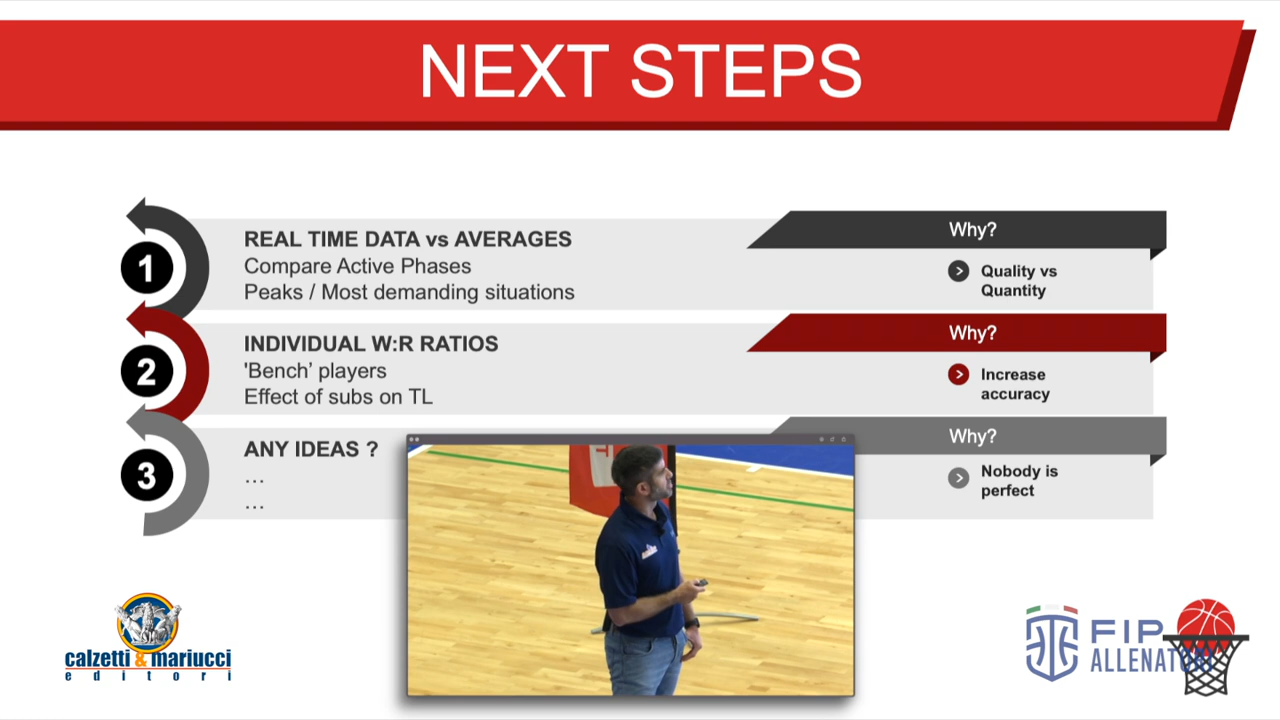 NEXT STEPS
1
REAL TIME DATA vs AVERAGES
Compare Active Phases
Peaks / Most demanding situations
Why?
Quality vs
Quantity
2
INDIVIDUAL W:R RATIOS
'Bench’ players
Effect of subs on TL
Why?
Increase
accuracy
3
ANY IDEAS ?
...
...
Why?
Nobody is
perfect
calzetti & mariucci
editori
FIP
ALLENATORI